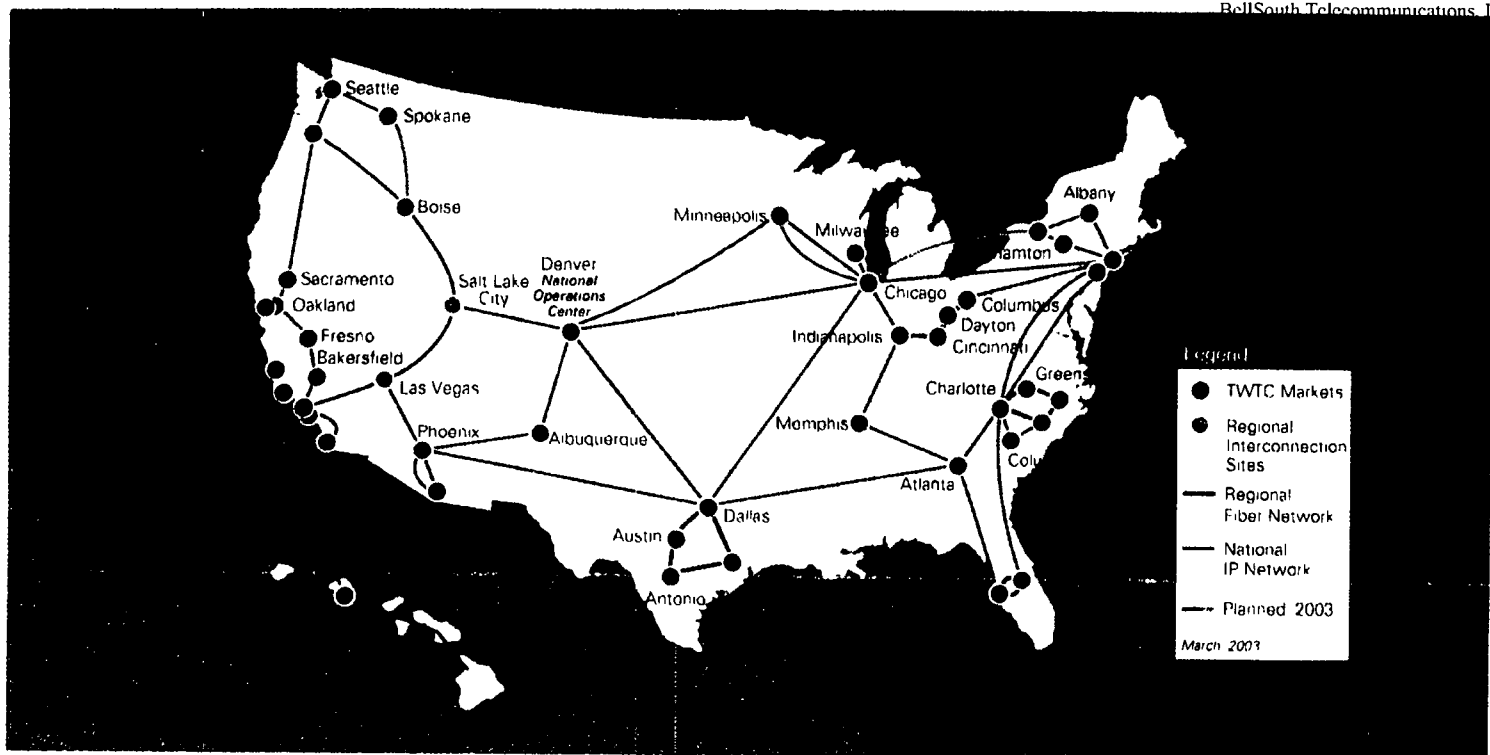 BellSouth Telecommunications, I
Seattle
Spokane
Boise
Minneapolis
Albany
Sacramento
Oakland
Fresno
Bakersfield
Las Vegas
Salt Lake
City
Denver
National
Operations
Center
Chicago
Columbus
Dayton
Cincinnati
Indianapolis
Charlotte
Greens
Memphis
Atlanta
Phoenix
Albuquerque
Dallas
Austin
Antonio
Colu
hamton
Legend
TWTC Markets
Regional
Interconnection
Sites
Regional
Fiber Network
National
IP Network
Planned 2003
March 2003